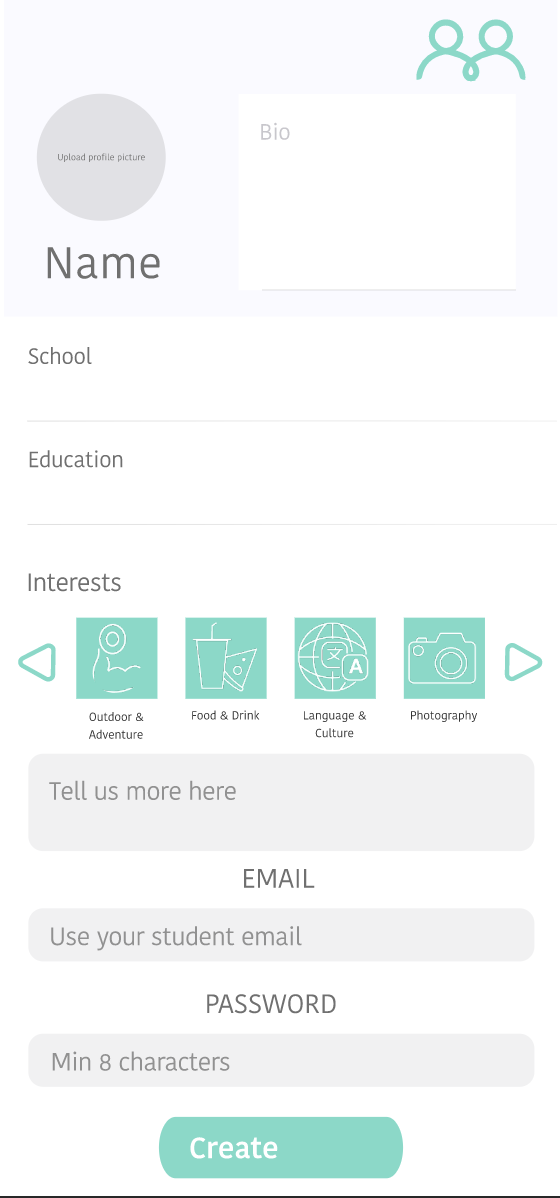 Bio
Upload profile picture
Name
School
Education
Interests
文
A
Outdoor &
Adventure
Food & Drink
Language &
Culture
Photography
Tell us more here
EMAIL
Use your student email
PASSWORD
Min 8 characters
Create